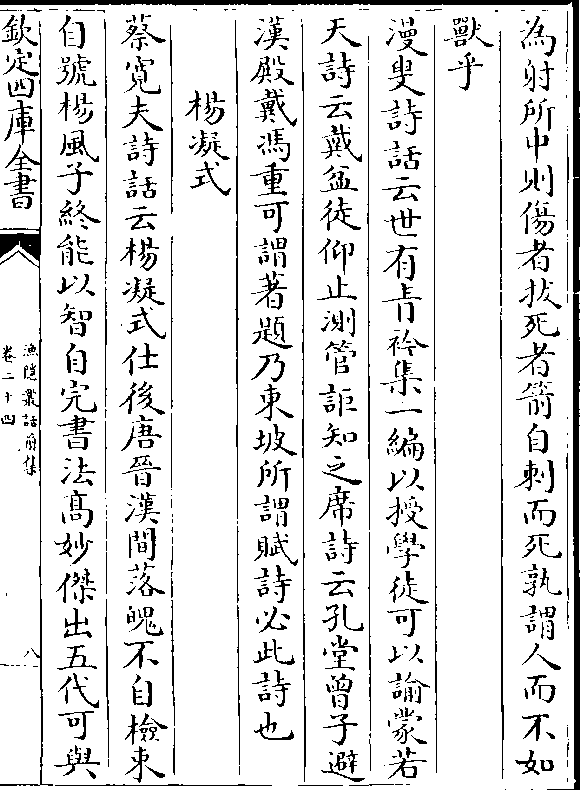 為射所中則傷者拔死者箭自刺而死孰謂人而不如
獸乎
漫叟詩話云世有青衿集一編以授學徒可以諭蒙若
天詩云戴盆徒仰止測管詎知之席詩云孔堂曾子避
漢殿戴馮重可謂著題乃東坡所謂賦詩必此詩也
楊凝式
蔡寬夫詩話云楊凝式仕後唐晉漢間落魄不自檢束
自號楊風子終能以智自完書法髙妙傑出五代可與
欽定四庫全書
漁隱叢話前集
卷二十四
八